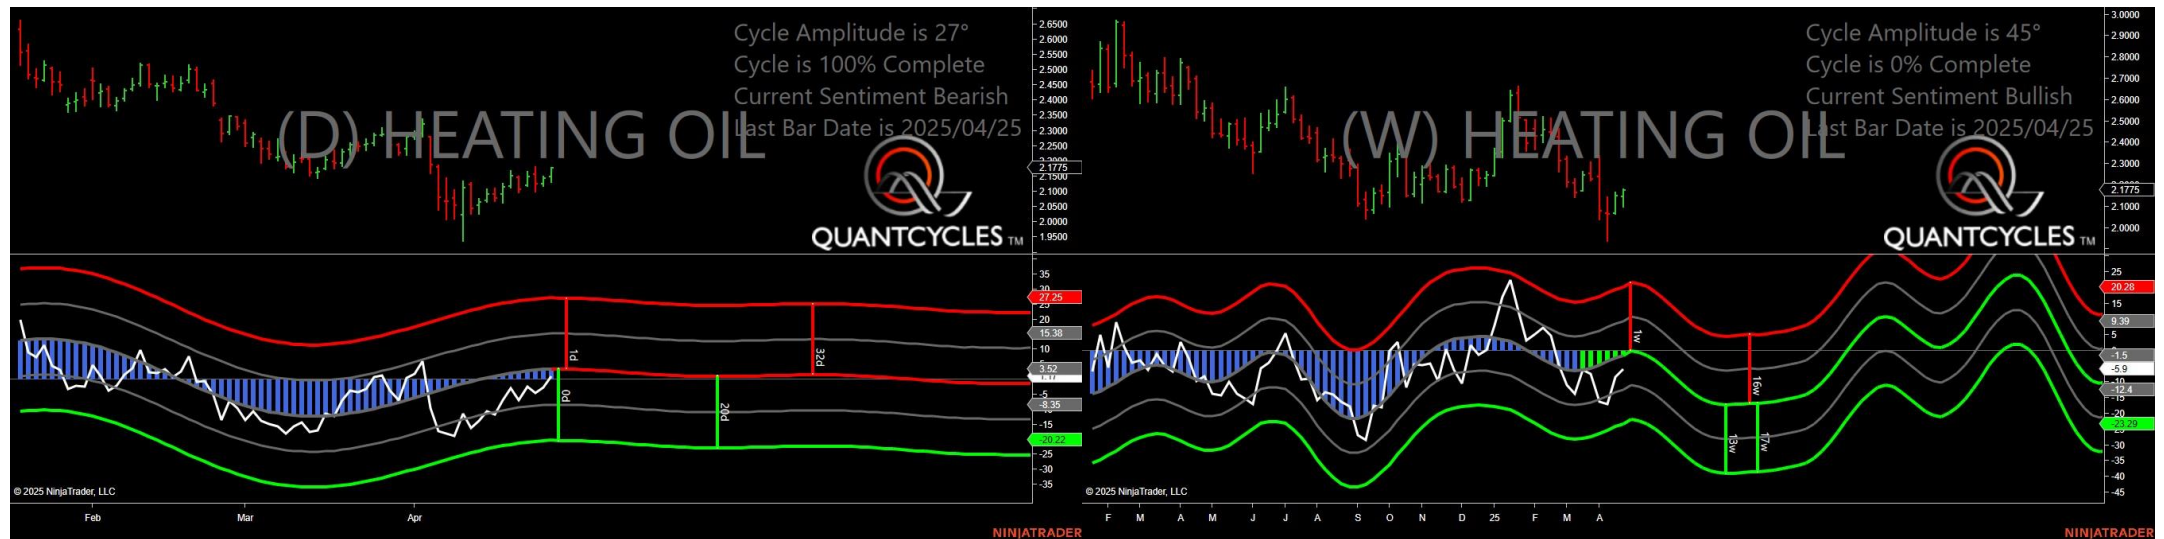 Cycle Amplitude is 27°
Cycle is 100% Complete
Current Sentiment Bearish
Last Bar Date is 2025/04/25
(D) HEATING OIL
QUANTCYCLES TM
2.6500
2.6000
2.5500
2.5000
2.4500
2.4000
2.3500
2.3000
2.2500
2.1775
2.1500
2.1000
2.0500
2.0000
1.9500
35
27.25
20
15.38
10
3.52
-5
-8.35
-15
-20.22
-25
-30
-35
1d
0d
20d
32d
© 2025 NinjaTrader, LLC
Feb Mar Apr
NINJATRADER
Cycle Amplitude is 45°
Cycle is 0% Complete
Current Sentiment Bullish
Last Bar Date is 2025/04/25
(W) HEATING OIL
QUANTCYCLES TM
3.0000
2.9000
2.8000
2.7000
2.6000
2.5000
2.4000
2.3000
2.1775
2.1000
2.0000
25
20.28
15
9.39
5
-1.5
-5.9
-12.4
-15
-20
-23.29
-30
-35
-40
-45
1w
16w
13w
17w
© 2025 NinjaTrader, LLC
F M A M J J A S O N D 25 F M A
NINJATRADER